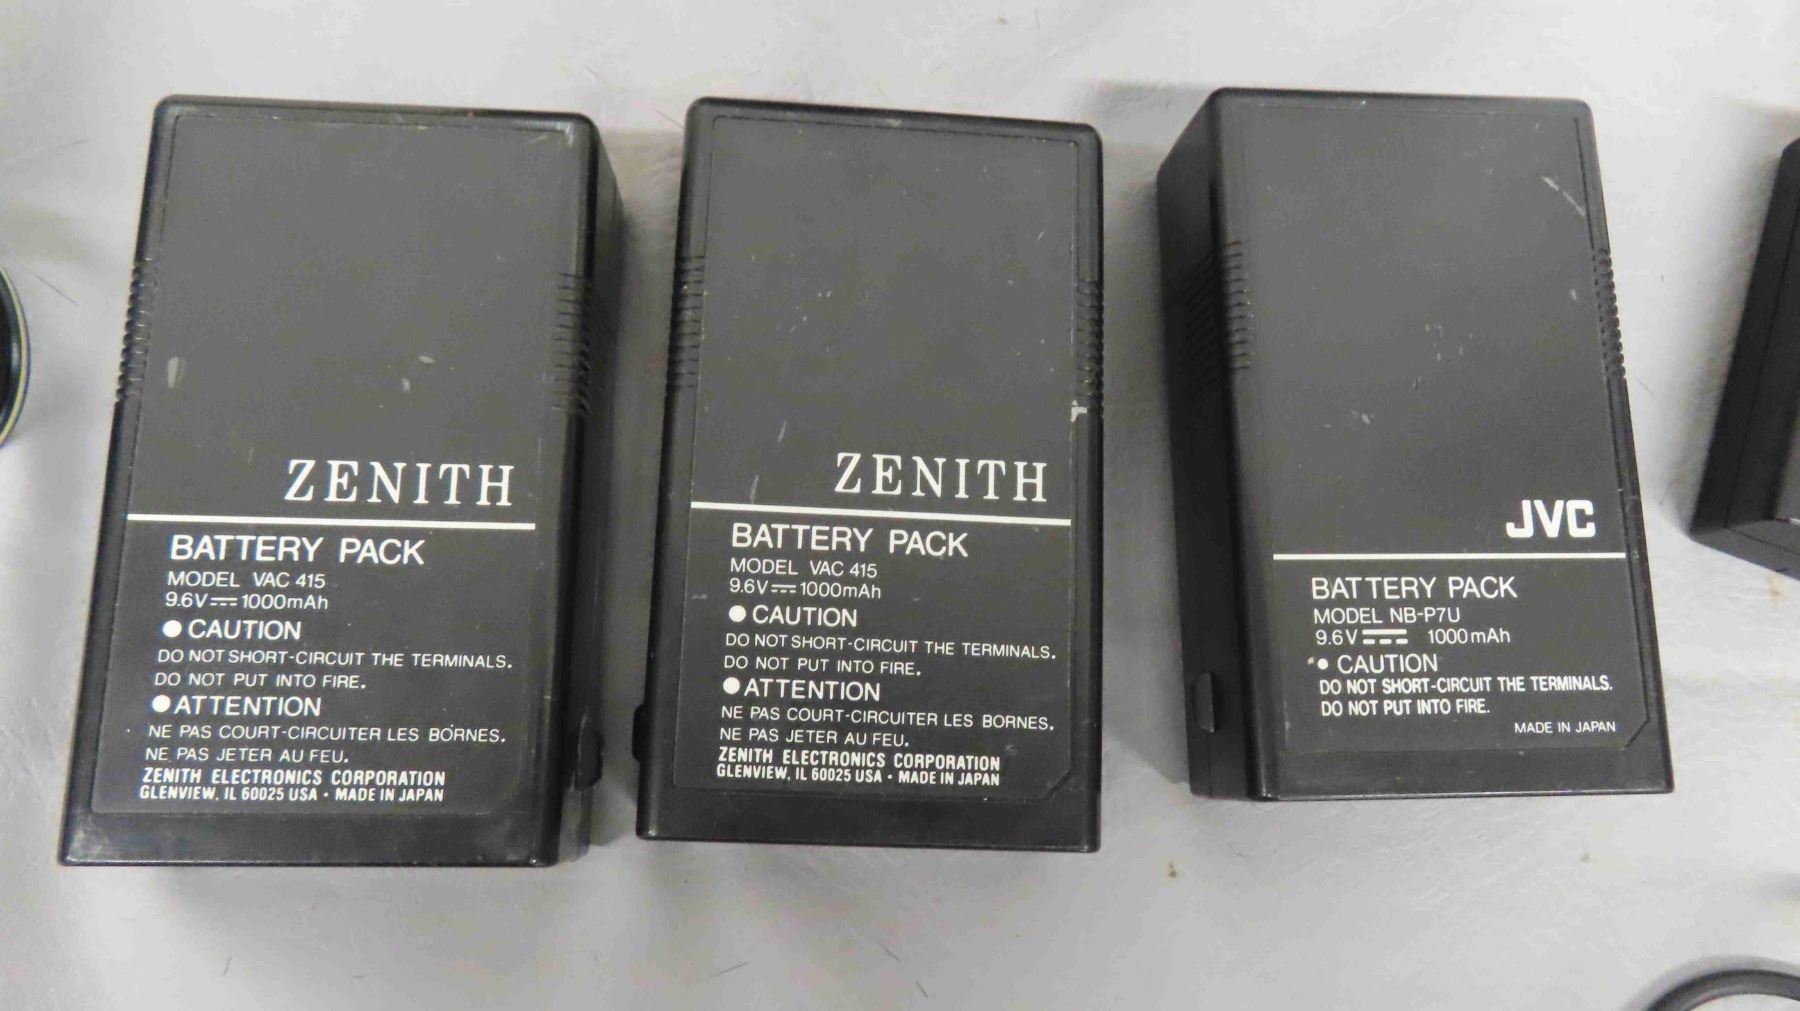 ZENITH
BATTERY PACK
MODEL VAC 415
9.6V 1000mAh
● CAUTION
DO NOT SHORT-CIRCUIT THE TERMINALS.
DO NOT PUT INTO FIRE.
● ATTENTION
NE PAS COURT-CIRCUITER LES BORNES.
NE PAS JETER AU FEU.
ZENITH ELECTRONICS CORPORATION
GLENVIEW, IL 60025 USA • MADE IN JAPAN
ZENITH
BATTERY PACK
MODEL VAC 415
9.6V 1000mAh
● CAUTION
DO NOT SHORT-CIRCUIT THE TERMINALS.
DO NOT PUT INTO FIRE.
● ATTENTION
NE PAS COURT-CIRCUITER LES BORNES.
NE PAS JETER AU FEU.
ZENITH ELECTRONICS CORPORATION
GLENVIEW, IL 60025 USA • MADE IN JAPAN
JVC
BATTERY PACK
MODEL NB-P7U
9.6V 1000mAh
• CAUTION
DO NOT SHORT-CIRCUIT THE TERMINALS.
DO NOT PUT INTO FIRE.
MADE IN JAPAN